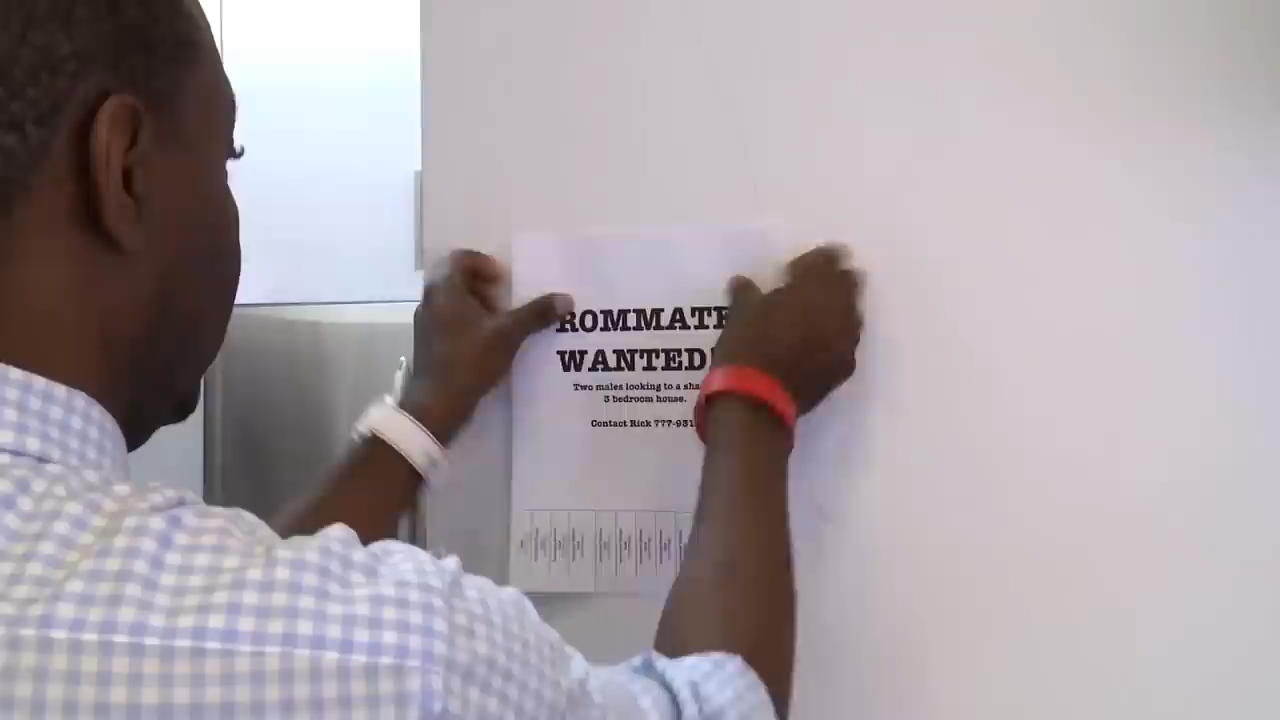 ROMMATE
WANTED!
Two males looking to a sha
3 bedroom house.
Contact Rick 777-931